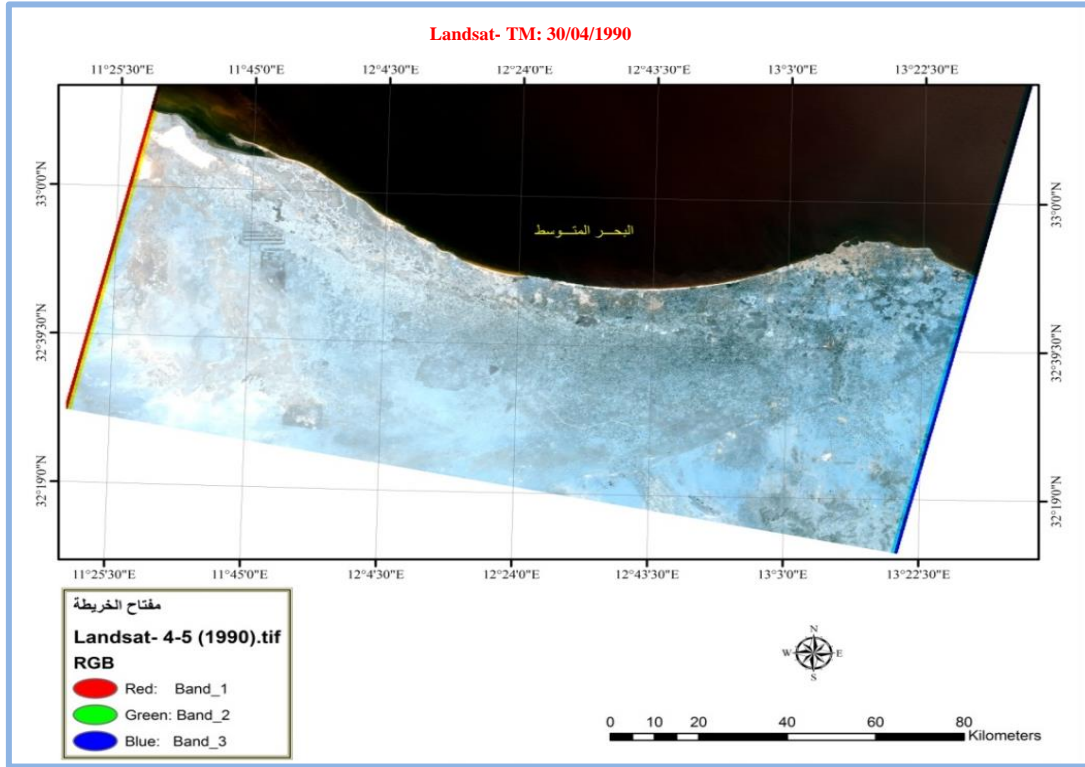 Landsat- TM: 30/04/1990
11°25'30"E 11°45'0"E 12°4'30"E 12°24'0"E 12°43'30"E 13°3'0"E 13°22'30"E
33°0'0"N 33°0'0"N
البحـــر المتـــوسط
32°39'30"N 32°39'30"N
32°19'0"N 32°19'0"N
11°25'30"E 11°45'0"E 12°4'30"E 12°24'0"E 12°43'30"E 13°3'0"E 13°22'30"E
مفتاح الخريطة
Landsat- 4-5 (1990).tif
RGB
Red: Band_1
Green: Band_2
Blue: Band_3
N
W E
S
0 10 20 40 60 80
Kilometers